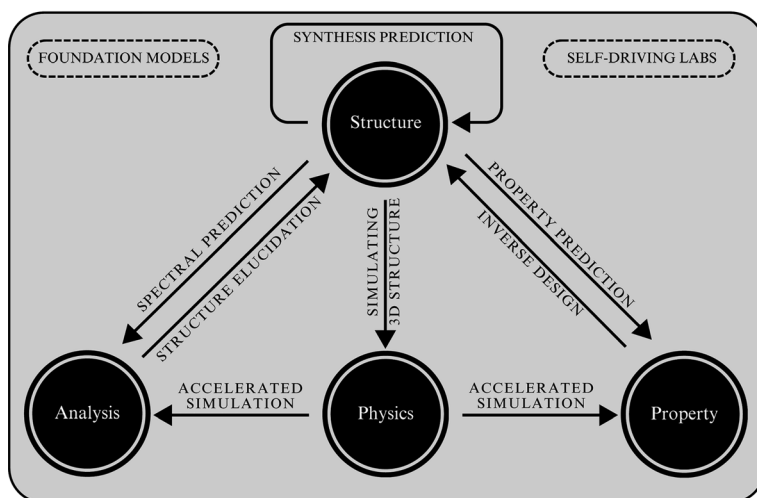 SYNTHESIS PREDICTION
FOUNDATION MODELS
SELF-DRIVING LABS
Structure
SPECTRAL PREDICTION
STRUCTURE ELUCIDATION
SIMULATING
3D STRUCTURE
PROPERTY PREDICTION
INVERSE DESIGN
Analysis
ACCELERATED
SIMULATION
Physics
ACCELERATED
SIMULATION
Property